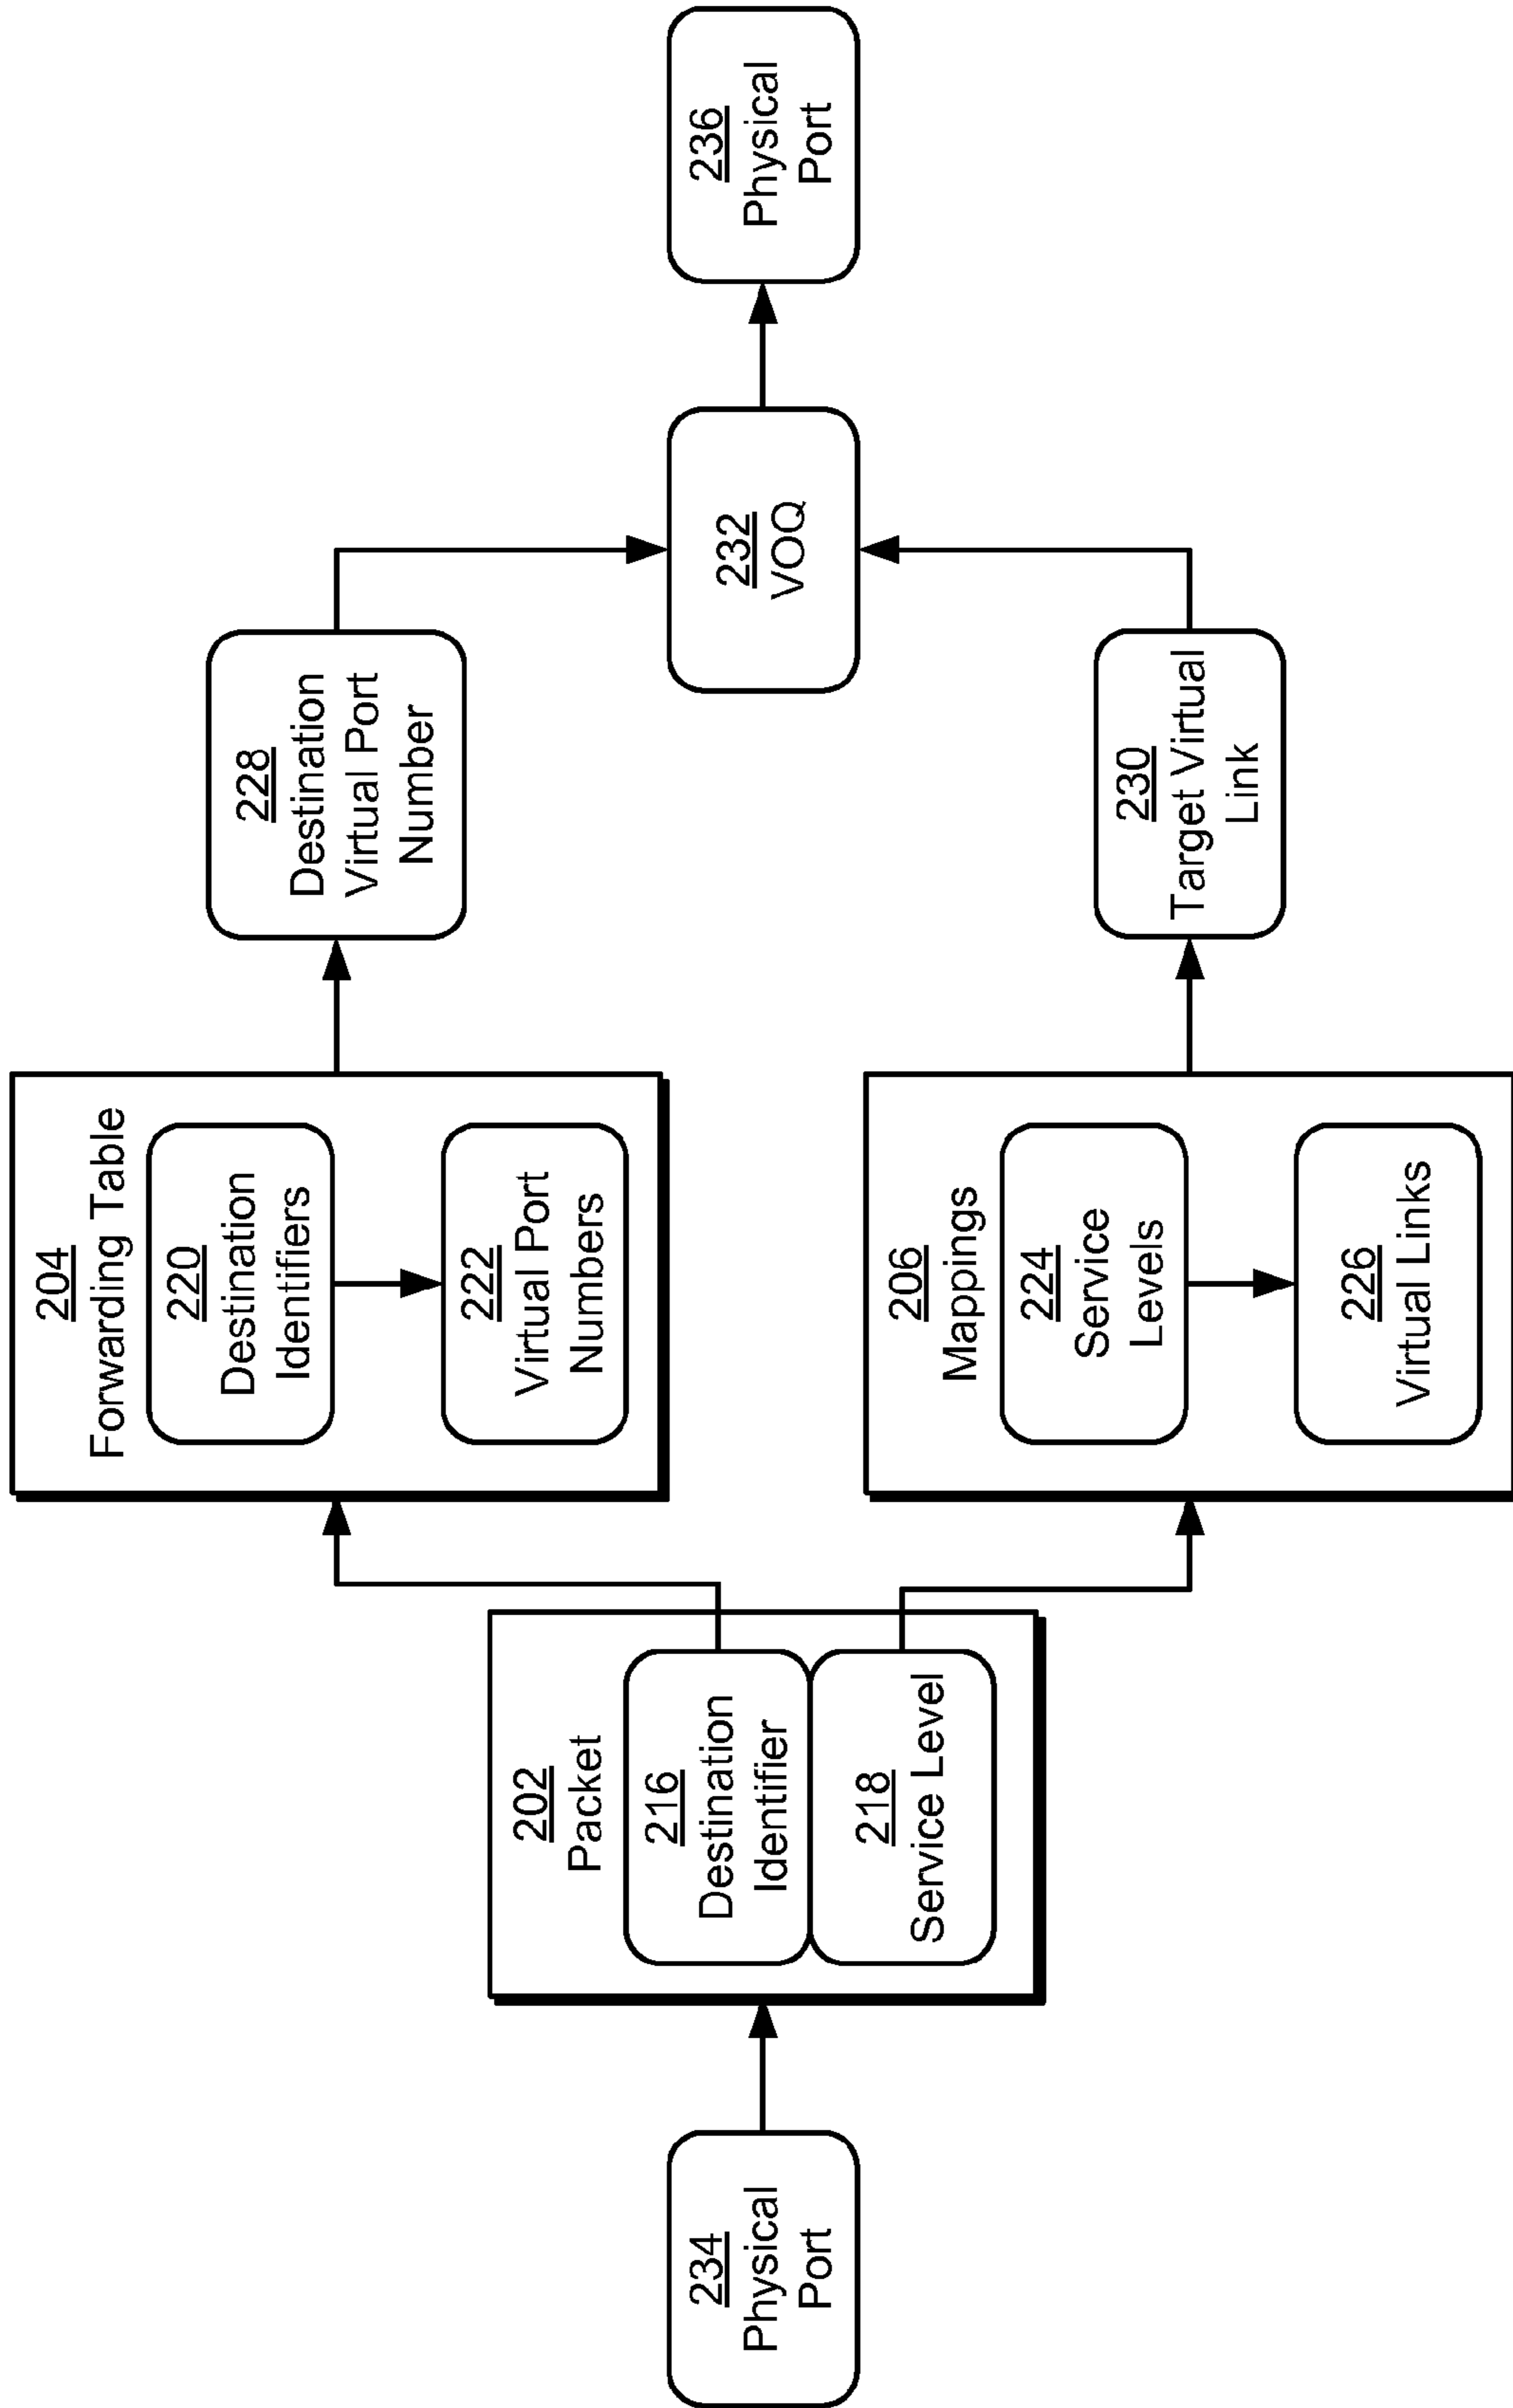 234
Physical
Port
202
Packet
216
Destination
Identifier
218
Service Level
204
Forwarding Table
220
Destination
Identifiers
222
Virtual Port
Numbers
206
Mappings
224
Service
Levels
226
Virtual Links
228
Destination
Virtual Port
Number
230
Target Virtual
Link
232
VOQ
236
Physical
Port